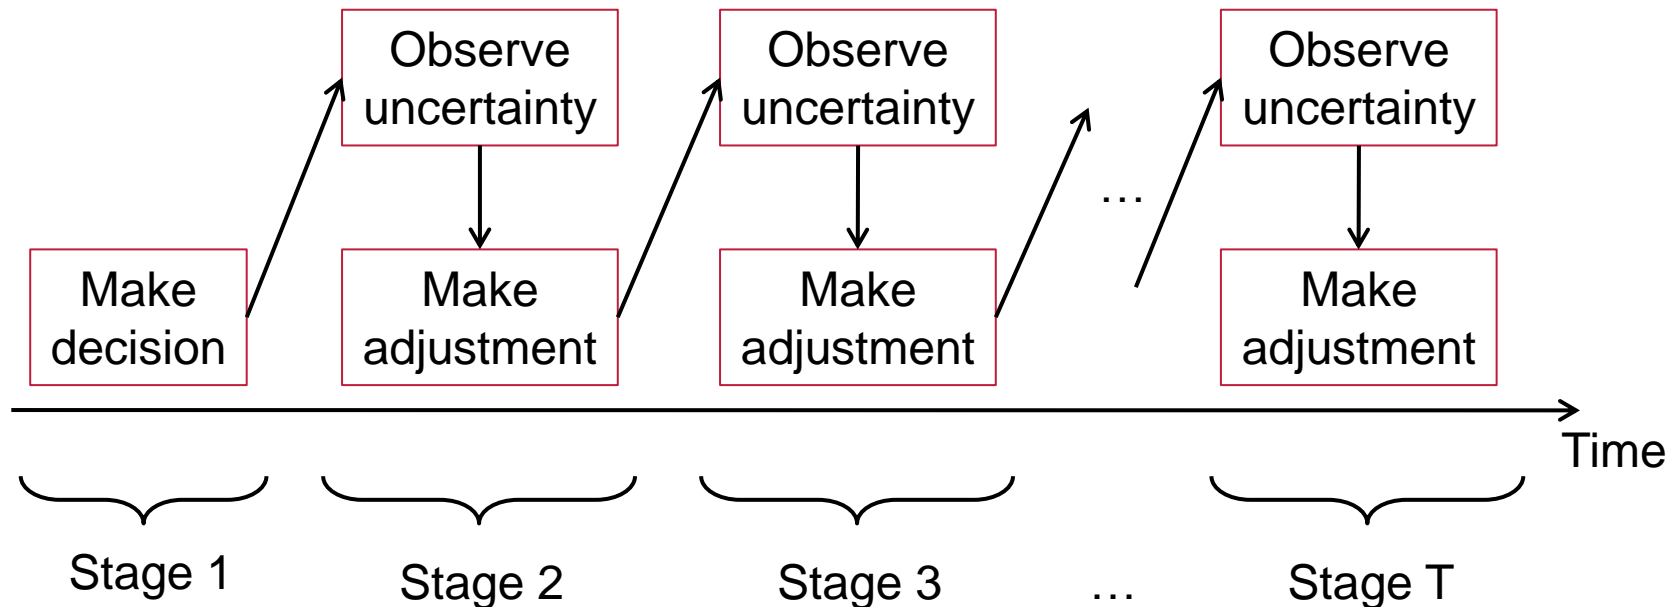 Observe
uncertainty
Observe
uncertainty
Observe
uncertainty
…
Make
decision
Make
adjustment
Make
adjustment
Make
adjustment
Time
Stage 1
Stage 2
Stage 3
…
Stage T